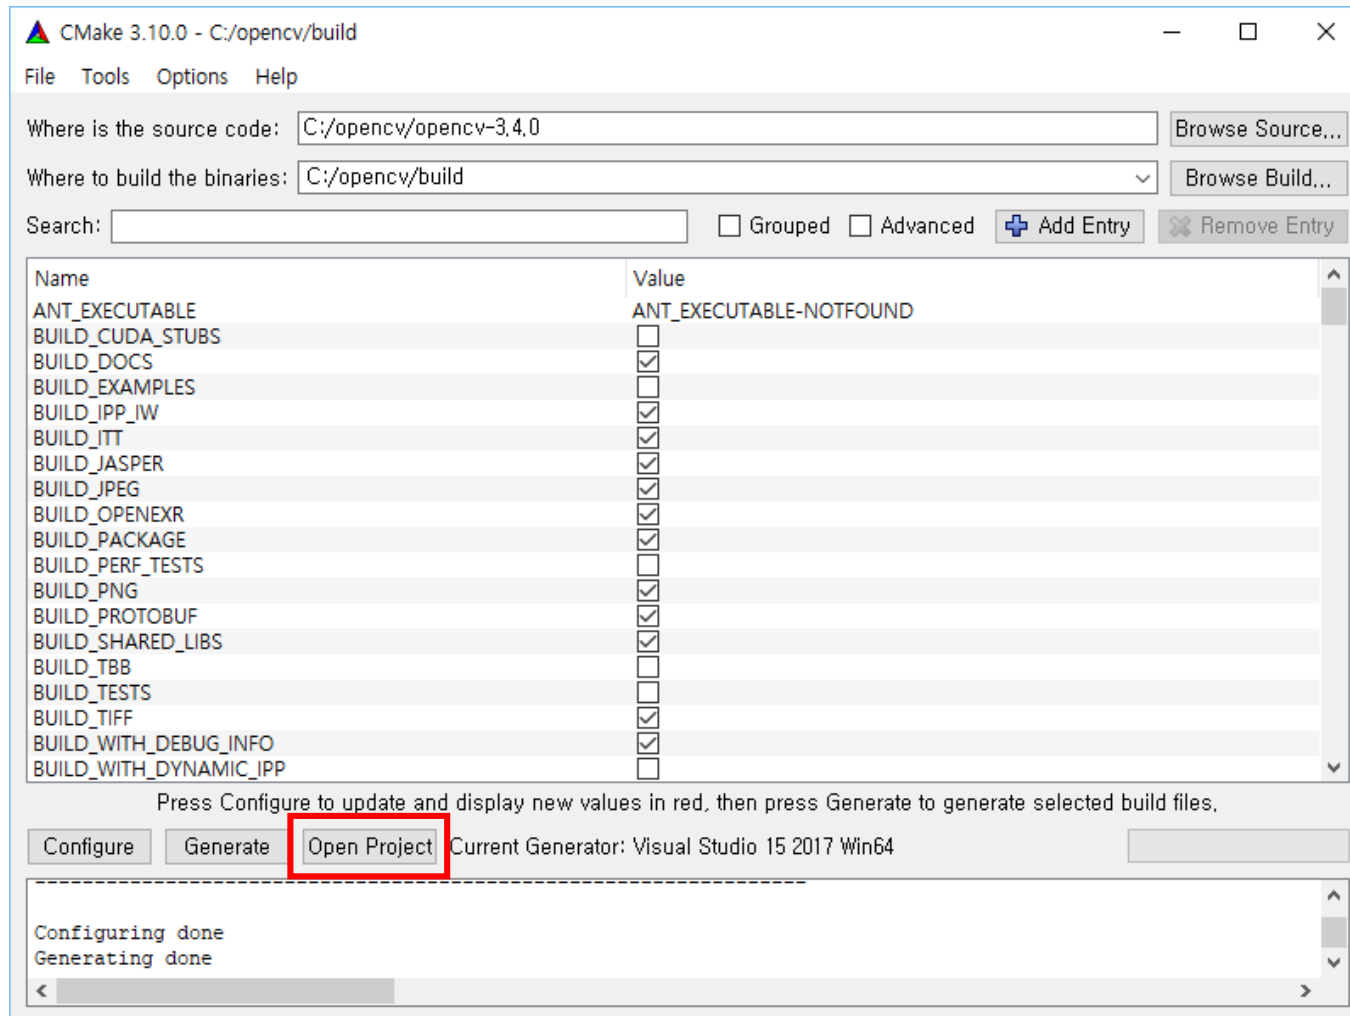 CMake 3.10.0 - C:/opencv/build
File Tools Options Help
Where is the source code: C:/opencv/opencv-3.4.0 Browse Source...
Where to build the binaries: C:/opencv/build Browse Build...
Search: Grouped Advanced Add Entry Remove Entry
Name Value
ANT_EXECUTABLE ANT_EXECUTABLE-NOTFOUND
BUILD_CUDA_STUBS
BUILD_DOCS
BUILD_EXAMPLES
BUILD_IPP_IW
BUILD_ITT
BUILD_JASPER
BUILD_JPEG
BUILD_OPENEXR
BUILD_PACKAGE
BUILD_PERF_TESTS
BUILD_PNG
BUILD_PROTOBUF
BUILD_SHARED_LIBS
BUILD_TBB
BUILD_TESTS
BUILD_TIFF
BUILD_WITH_DEBUG_INFO
BUILD_WITH_DYNAMIC_IPP
Press Configure to update and display new values in red, then press Generate to generate selected build files.
Configure Generate Open Project Current Generator: Visual Studio 15 2017 Win64
Configuring done
Generating done